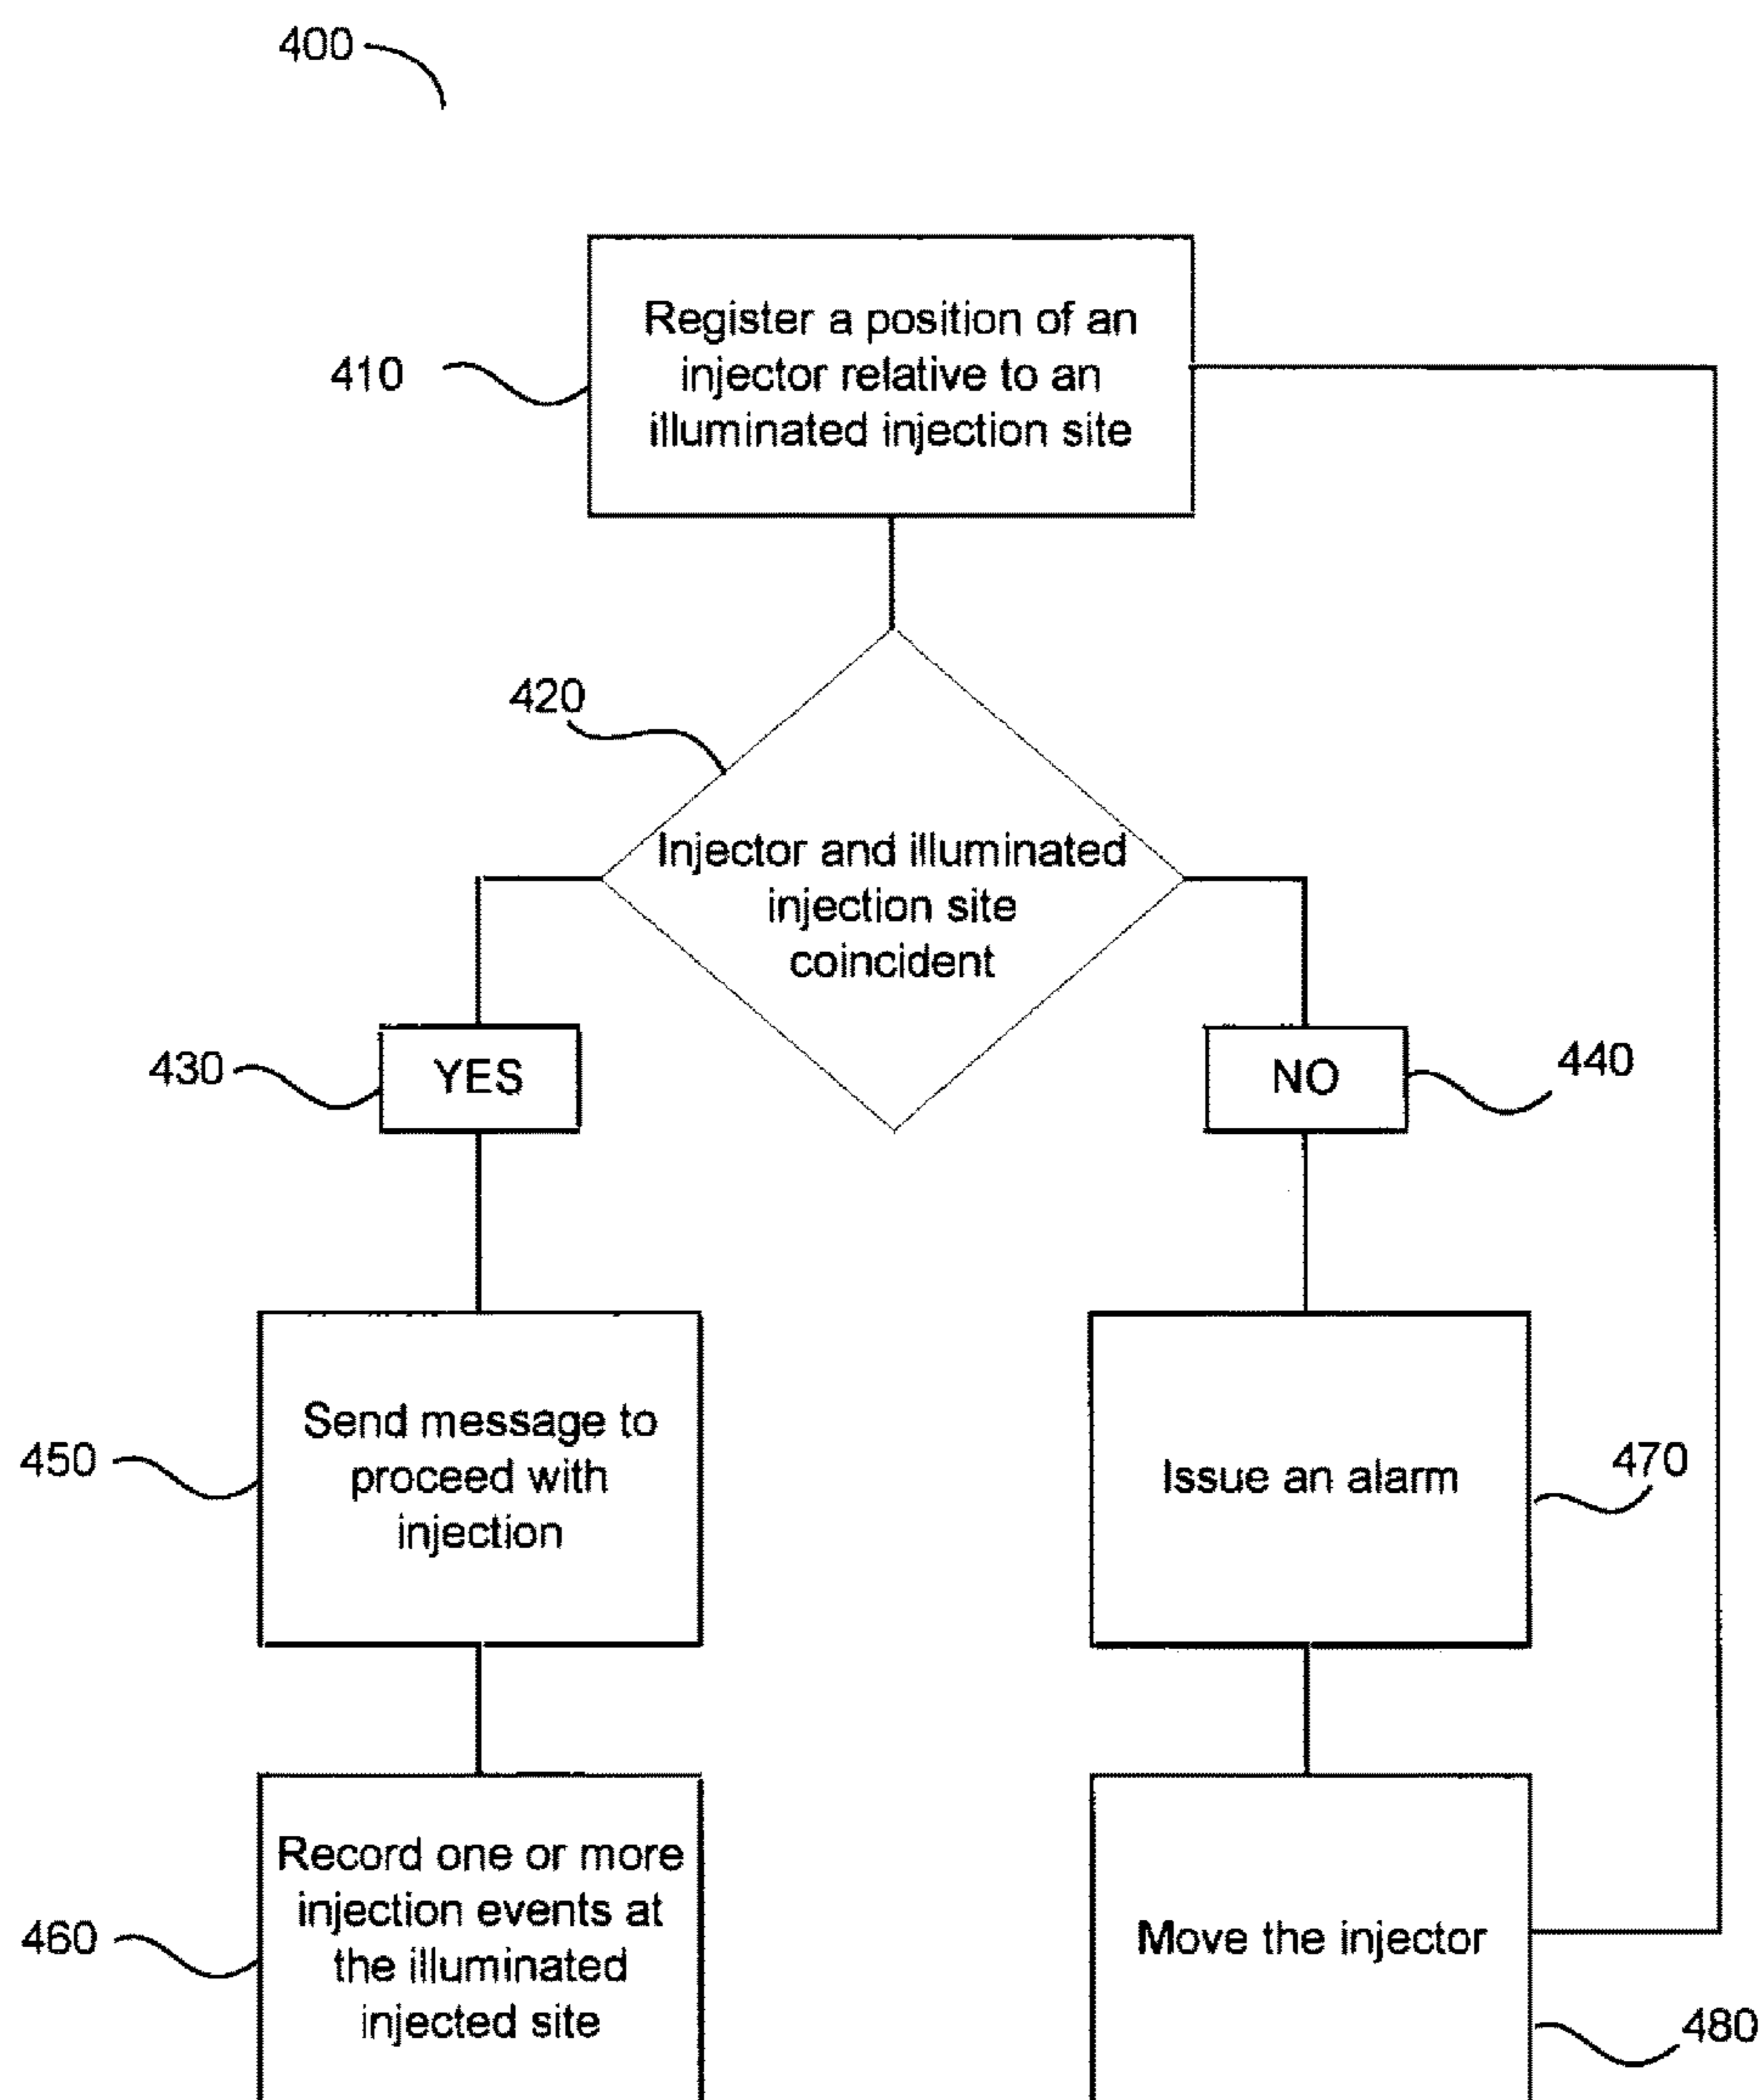 400
410
Register a position of an
injector relative to an
illuminated injection site
420
Injector and illuminated
injection site
coincident
430
YES
NO
440
450
Send message to
proceed with
injection
Issue an alarm
470
460
Record one or more
injection events at
the illuminated
injected site
Move the injector
480